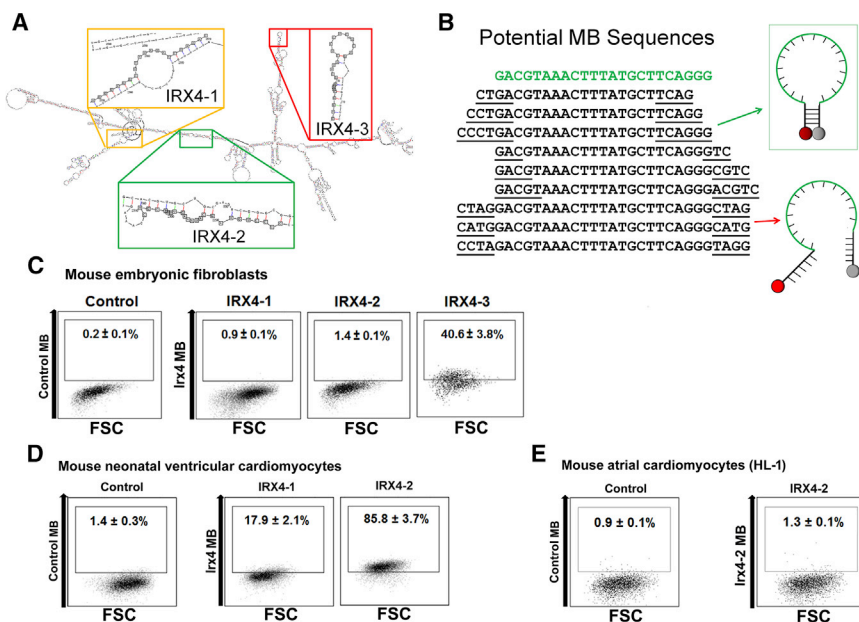 A
IRX4-1
IRX4-3
IRX4-2
B
Potential MB Sequences
GACGTAAACTTTATGCTTCAGGG
CTGACGTAAACTTTATGCTTCAG
CCTGACGTAAACTTTATGCTTCAGG
CCCTGACGTAAACTTTATGCTTCAGGG
GACGTAAACTTTATGCTTCAGGGTC
GACGTAAACTTTATGCTTCAGGGCGTC
GACGTAAACTTTATGCTTCAGGGACGTC
CTAGGACGTAAACTTTATGCTTCAGGGCTAG
CATGGACGTAAACTTTATGCTTCAGGGCATG
CCTAGACGTAAACTTTATGCTTCAGGGTAGG
C Mouse embryonic fibroblasts
Control IRX4-1 IRX4-2 IRX4-3
Control MB 0.2 ± 0.1% Irx4 MB 0.9 ± 0.1% 1.4 ± 0.1% 40.6 ± 3.8%
FSC FSC FSC FSC
D Mouse neonatal ventricular cardiomyocytes
Control IRX4-1 IRX4-2
Control MB 1.4 ± 0.3% Irx4 MB 17.9 ± 2.1% 85.8 ± 3.7%
FSC FSC FSC
E Mouse atrial cardiomyocytes (HL-1)
Control IRX4-2
Control MB 0.9 ± 0.1% Irx4-2 MB 1.3 ± 0.1%
FSC FSC